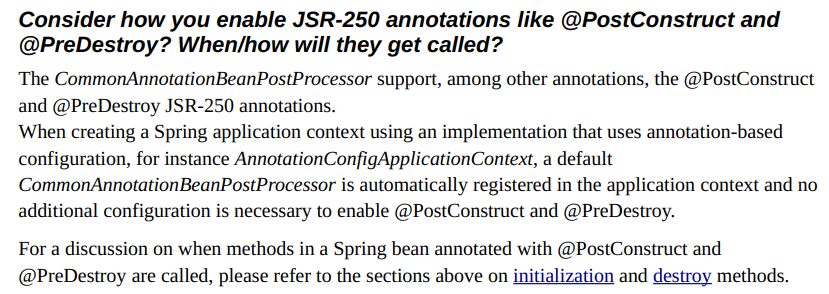 Consider how you enable JSR-250 annotations like @PostConstruct and
@PreDestroy? When/how will they get called?
The CommonAnnotationBeanPostProcessor support, among other annotations, the @PostConstruct
and @PreDestroy JSR-250 annotations.
When creating a Spring application context using an implementation that uses annotation-based
configuration, for instance AnnotationConfigApplicationContext, a default
CommonAnnotationBeanPostProcessor is automatically registered in the application context and no
additional configuration is necessary to enable @PostConstruct and @PreDestroy.
For a discussion on when methods in a Spring bean annotated with @PostConstruct and
@PreDestroy are called, please refer to the sections above on initialization and destroy methods.